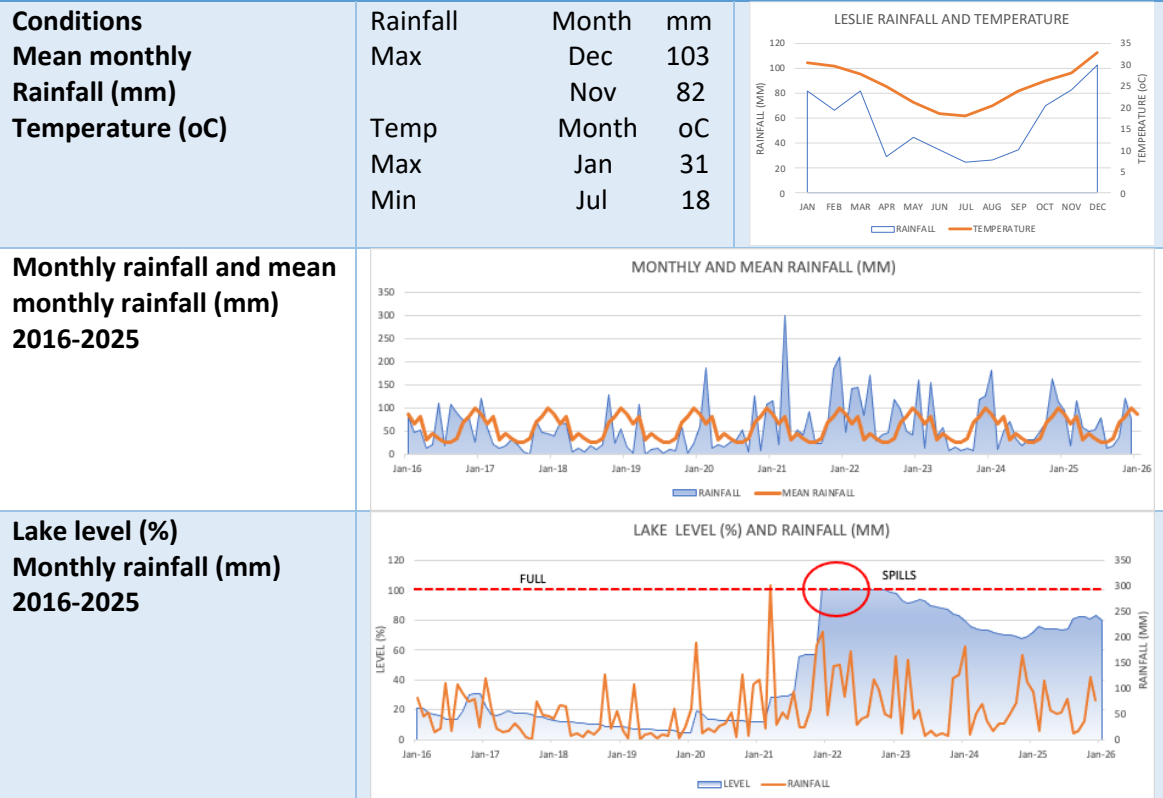 Conditions
Mean monthly
Rainfall (mm)
Temperature (oC)
Rainfall Month mm
Max Dec 103
Nov 82
Temp Month oC
Max Jan 31
Min Jul 18
LESLIE RAINFALL AND TEMPERATURE
120
100
80
60
40
20
0
RAINFALL (MM)
35
30
25
20
15
10
5
0
TEMPERATURE (oC)
JAN FEB MAR APR MAY JUN JUL AUG SEP OCT NOV DEC
RAINFALL TEMPERATURE
Monthly rainfall and mean
monthly rainfall (mm)
2016-2025
MONTHLY AND MEAN RAINFALL (MM)
350
300
250
200
150
100
50
0
Jan-16 Jan-17 Jan-18 Jan-19 Jan-20 Jan-21 Jan-22 Jan-23 Jan-24 Jan-25 Jan-26
RAINFALL MEAN RAINFALL
Lake level (%)
Monthly rainfall (mm)
2016-2025
LAKE LEVEL (%) AND RAINFALL (MM)
FULL SPILLS
120
100
80
60
40
20
0
LEVEL (%)
350
300
250
200
150
100
50
0
RAINFALL (MM)
Jan-16 Jan-17 Jan-18 Jan-19 Jan-20 Jan-21 Jan-22 Jan-23 Jan-24 Jan-25 Jan-26
LEVEL RAINFALL